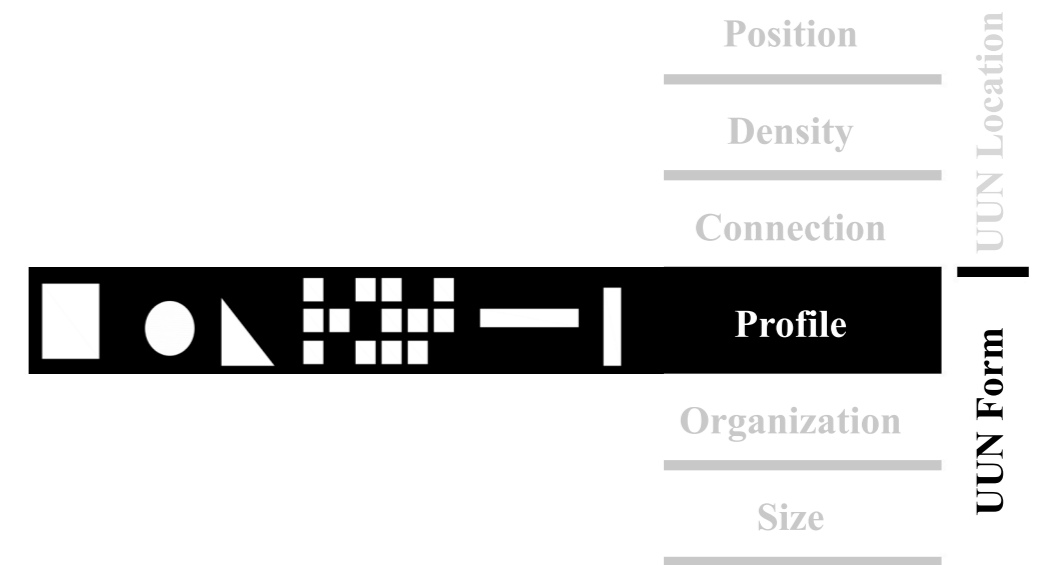 Position
Density
Connection
Profile
Organization
Size
UUN Location
UUN Form